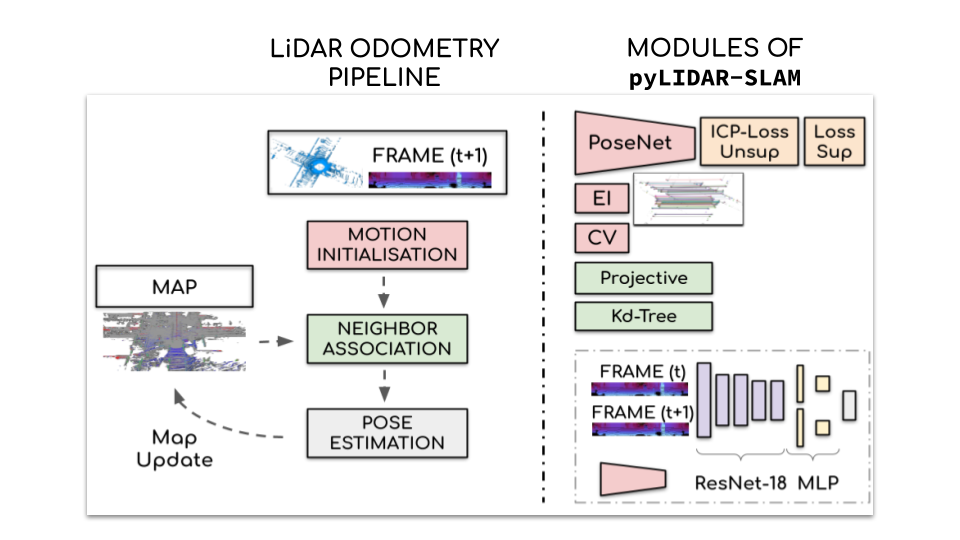 LiDAR ODOMETRY
PIPELINE
FRAME (t+1)
MOTION
INITIALISATION
MAP
NEIGHBOR
ASSOCIATION
POSE
ESTIMATION
Map
Update
MODULES OF
pyLIDAR-SLAM
PoseNet
ICP-Loss
Unsup
Loss
Sup
EI
CV
Projective
Kd-Tree
FRAME (t)
FRAME (t+1)
ResNet-18 MLP